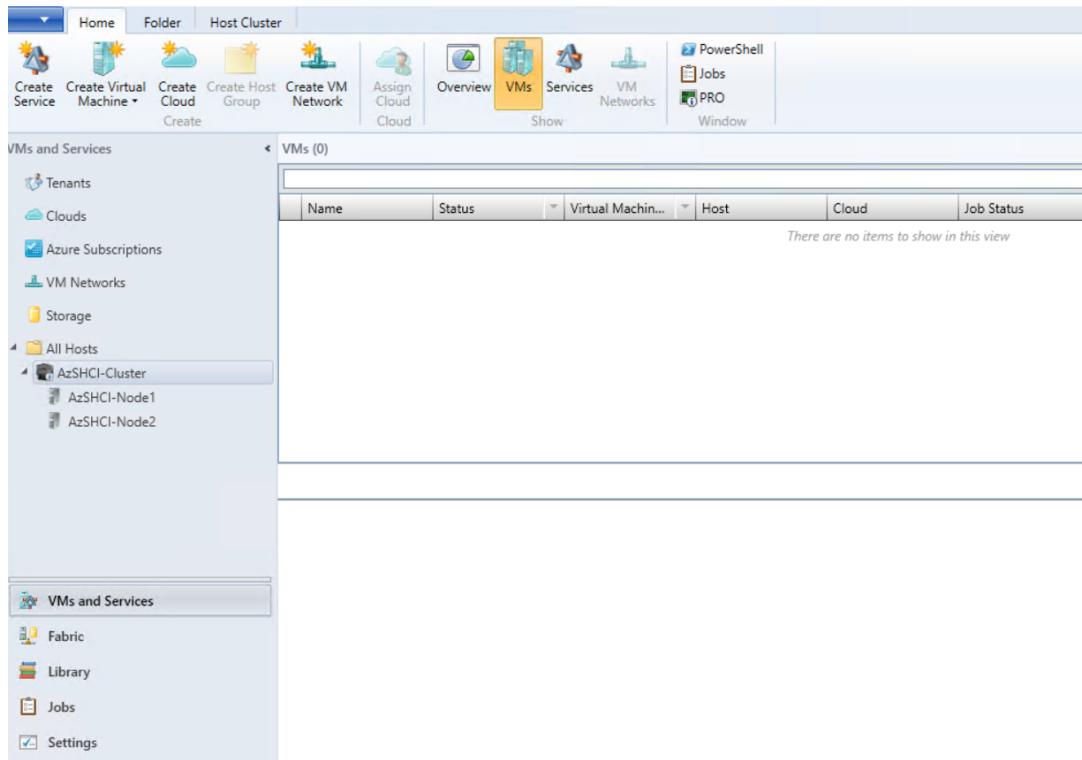 Home Folder Host Cluster
Create Service
Create Virtual Machine
Create Cloud
Create Host Group
Create VM Network
Create
Assign Cloud
Cloud
Overview
VMs
Services
VM Networks
Show
PowerShell
Jobs
PRO
Window
VMs and Services
Tenants
Clouds
Azure Subscriptions
VM Networks
Storage
All Hosts
AzSHCI-Cluster
AzSHCI-Node1
AzSHCI-Node2
VMs and Services
Fabric
Library
Jobs
Settings
VMs (0)
Name Status Virtual Machin... Host Cloud Job Status
There are no items to show in this view